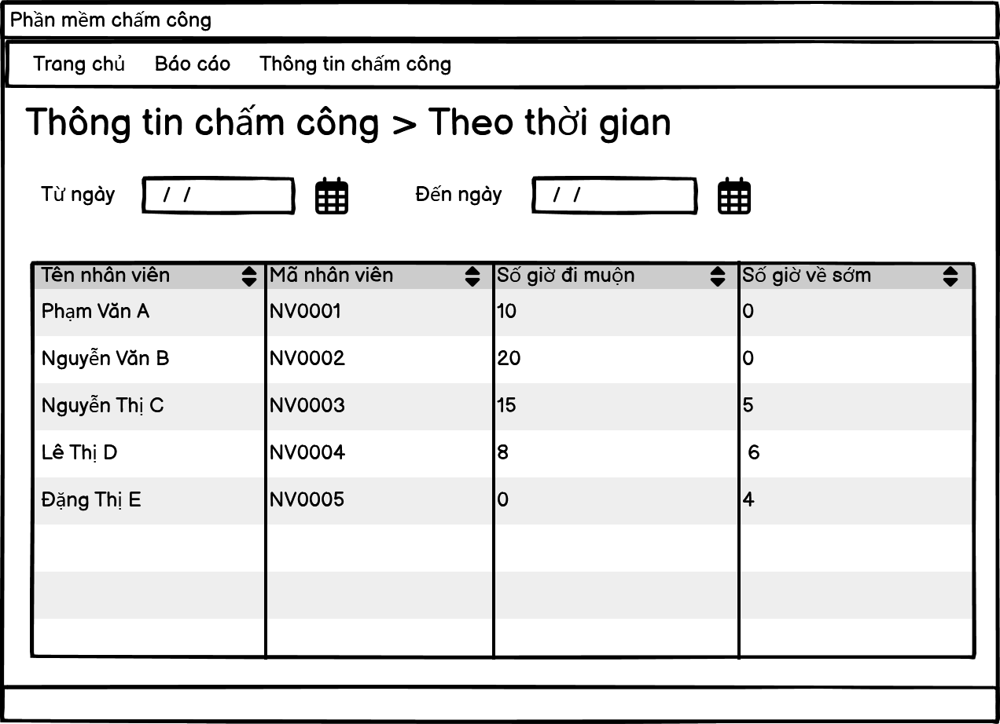 Phần mềm chấm công
Trang chủ Báo cáo Thông tin chấm công
Thông tin chấm công > Theo thời gian
Từ ngày / / Đến ngày / /
Tên nhân viên Mã nhân viên Số giờ đi muộn Số giờ về sớm
Phạm Văn A NV0001 10 0
Nguyễn Văn B NV0002 20 0
Nguyễn Thị C NV0003 15 5
Lê Thị D NV0004 8 6
Đặng Thị E NV0005 0 4